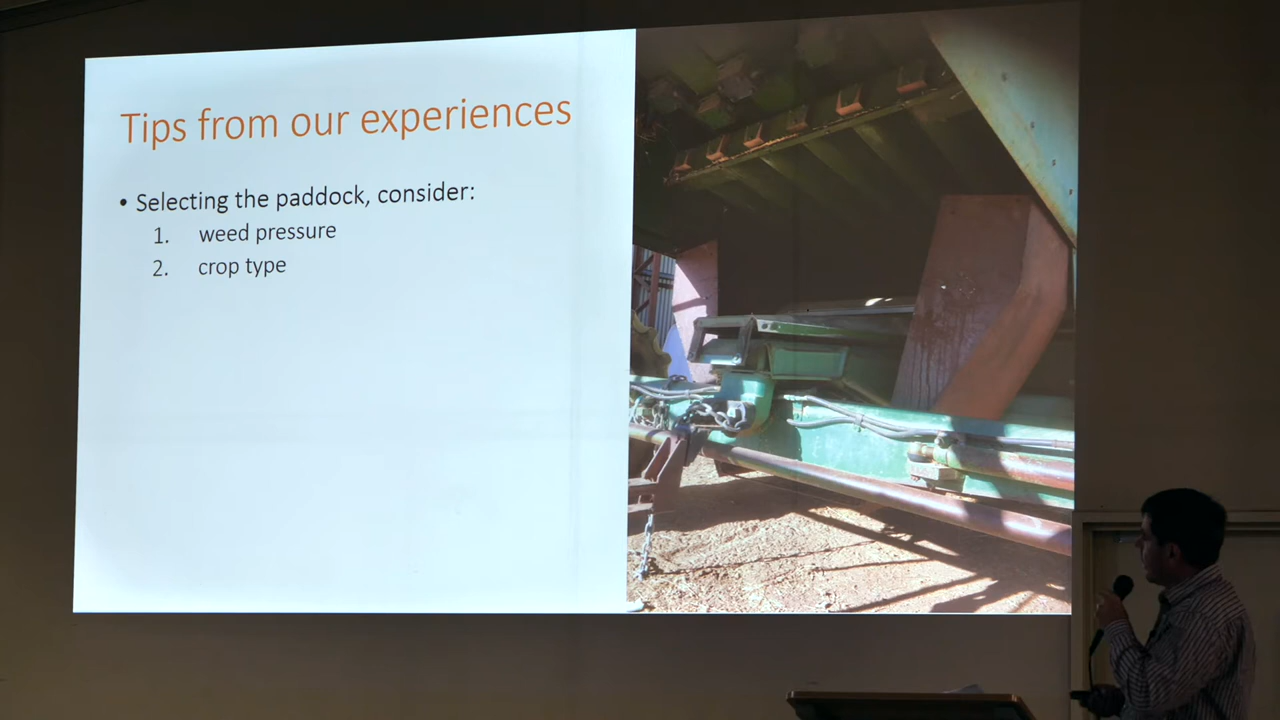 Tips from our experiences
• Selecting the paddock, consider:
1. weed pressure
2. crop type